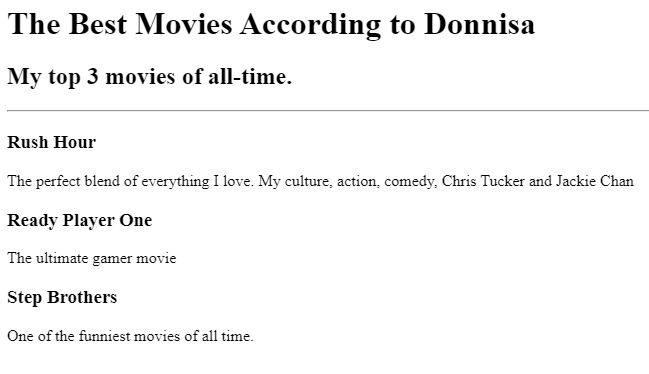 The Best Movies According to Donnisa
My top 3 movies of all-time.
Rush Hour
The perfect blend of everything I love. My culture, action, comedy, Chris Tucker and Jackie Chan
Ready Player One
The ultimate gamer movie
Step Brothers
One of the funniest movies of all time.